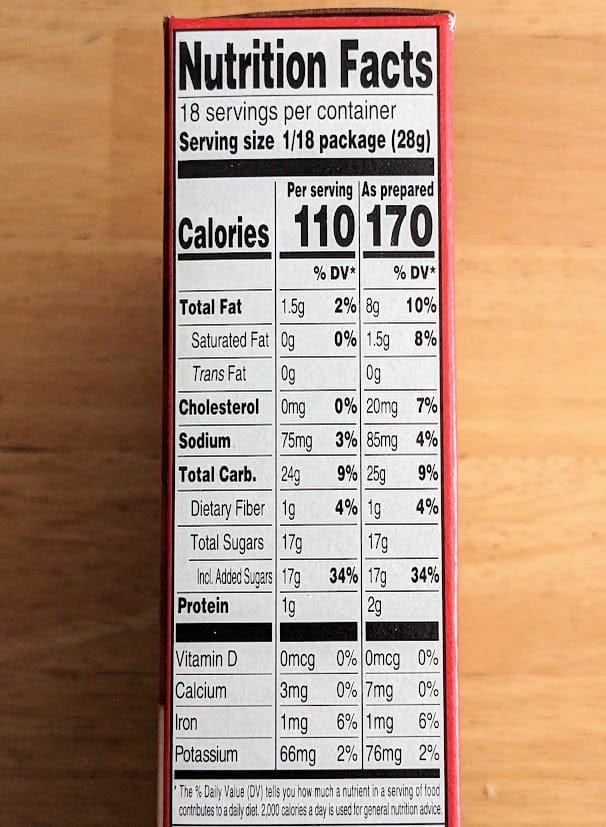 Nutrition Facts
18 servings per container
Serving size 1/18 package (28g)
Per serving As prepared
Calories 110 170
% DV* % DV*
Total Fat 1.5g 2% 8g 10%
Saturated Fat 0g 0% 1.5g 8%
Trans Fat 0g 0g
Cholesterol 0mg 0% 20mg 7%
Sodium 75mg 3% 85mg 4%
Total Carb. 24g 9% 25g 9%
Dietary Fiber 1g 4% 1g 4%
Total Sugars 17g 17g
Incl. Added Sugars 17g 34% 17g 34%
Protein 1g 2g
Vitamin D 0mcg 0% 0mcg 0%
Calcium 3mg 0% 7mg 0%
Iron 1mg 6% 1mg 6%
Potassium 66mg 2% 76mg 2%
* The % Daily Value (DV) tells you how much a nutrient in a serving of food
contributes to a daily diet. 2,000 calories a day is used for general nutrition advice.